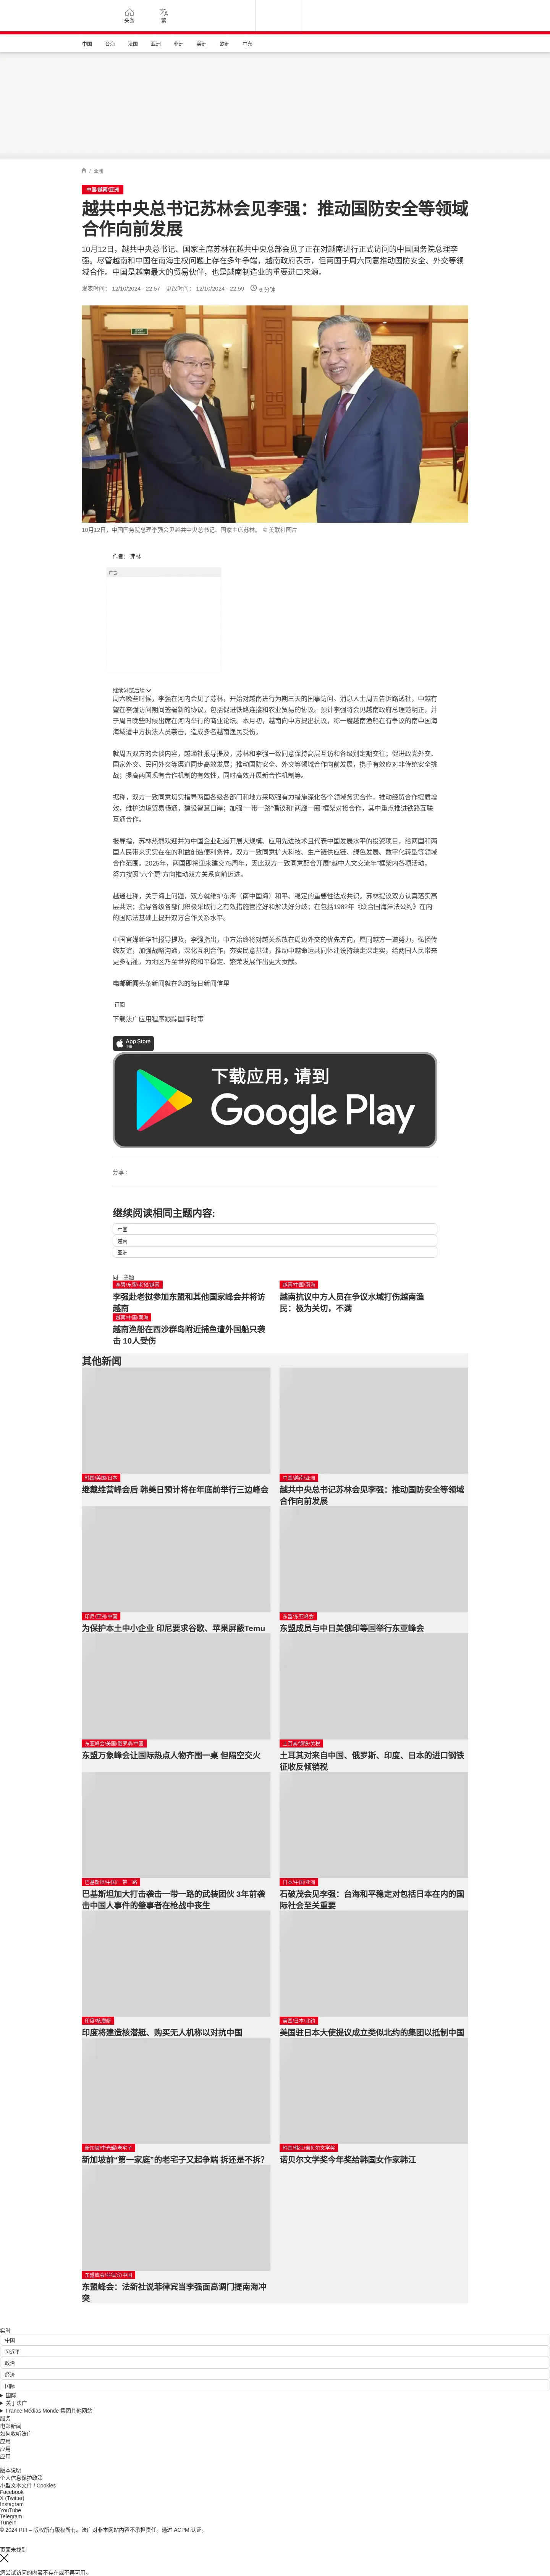 头条
繁
中国
台海
法国
亚洲
非洲
美洲
欧洲
中东
/ 亚洲
中国/越南/亚洲
越共中央总书记苏林会见李强：推动国防安全等领域
合作向前发展
10月12日，越共中央总书记、国家主席苏林在越共中央总部会见了正在对越南进行正式访问的中国国务院总理李
强。尽管越南和中国在南海主权问题上存在多年争端，越南政府表示，但两国于周六同意推动国防安全、外交等领
域合作。中国是越南最大的贸易伙伴，也是越南制造业的重要进口来源。
发表时间： 12/10/2024 - 22:57 更改时间： 12/10/2024 - 22:59 6 分钟
10月12日，中国国务院总理李强会见越共中央总书记、国家主席苏林。 © 美联社图片
作者： 弗林
广告
继续浏览后续
周六晚些时候，李强在河内会见了苏林，开始对越南进行为期三天的国事访问。消息人士周五告诉路透社，中越有
望在李强访问期间签署新的协议，包括促进铁路连接和农业贸易的协议。预计李强将会见越南政府总理范明正，并
于周日晚些时候出席在河内举行的商业论坛。本月初，越南向中方提出抗议，称一艘越南渔船在有争议的南中国海
海域遭中方执法人员袭击，造成多名越南渔民受伤。
就周五双方的会谈内容，越通社报导提及，苏林和李强一致同意保持高层互访和各级别定期交往；促进政党外交、
国家外交、民间外交等渠道同步高效发展；推动国防安全、外交等领域合作向前发展，携手有效应对非传统安全挑
战；提高两国现有合作机制的有效性，同时高效开展新合作机制等。
据称，双方一致同意切实指导两国各级各部门和地方采取强有力措施深化各个领域务实合作，推动经贸合作提质增
效，维护边境贸易畅通，建设智慧口岸；加强“一带一路”倡议和“两廊一圈”框架对接合作，其中重点推进铁路互联
互通合作。
报导指，苏林热烈欢迎并为中国企业赴越开展大规模、应用先进技术且代表中国发展水平的投资项目，给两国和两
国人民带来实实在在的利益创造便利条件。双方一致同意扩大科技、生产链供应链、绿色发展、数字化转型等领域
合作范围。2025年，两国即将迎来建交75周年，因此双方一致同意配合开展“越中人文交流年”框架内各项活动，
努力按照“六个更”方向推动双方关系向前迈进。
越通社称，关于海上问题，双方就维护东海（南中国海）和平、稳定的重要性达成共识。苏林提议双方认真落实高
层共识；指导各级各部门积极采取行之有效措施管控好和解决好分歧；在包括1982年《联合国海洋法公约》在内
的国际法基础上提升双方合作关系水平。
中国官媒新华社报导提及，李强指出，中方始终将对越关系放在周边外交的优先方向，愿同越方一道努力，弘扬传
统友谊，加强战略沟通，深化互利合作，夯实民意基础，推动中越命运共同体建设持续走深走实，给两国人民带来
更多福祉，为地区乃至世界的和平稳定、繁荣发展作出更大贡献。
电邮新闻头条新闻就在您的每日新闻信里
订阅
下载法广应用程序跟踪国际时事
App Store
下载
下载应用，请到
Google Play
分享 :
继续阅读相同主题内容:
中国
越南
亚洲
同一主题
李强/东盟/老挝/越南
李强赴老挝参加东盟和其他国家峰会并将访
越南
越南/中国/南海
越南抗议中方人员在争议水域打伤越南渔
民：极为关切，不满
越南/中国/南海
越南渔船在西沙群岛附近捕鱼遭外国船只袭
击 10人受伤
其他新闻
韩国/美国/日本
继戴维营峰会后 韩美日预计将在年底前举行三边峰会
中国/越南/亚洲
越共中央总书记苏林会见李强：推动国防安全等领域
合作向前发展
印尼/亚洲/中国
为保护本土中小企业 印尼要求谷歌、苹果屏蔽Temu
东盟/东亚峰会
东盟成员与中日美俄印等国举行东亚峰会
东亚峰会/美国/俄罗斯/中国
东盟万象峰会让国际热点人物齐围一桌 但隔空交火
土耳其/钢铁/关税
土耳其对来自中国、俄罗斯、印度、日本的进口钢铁
征收反倾销税
巴基斯坦/中国/一带一路
巴基斯坦加大打击袭击一带一路的武装团伙 3年前袭
击中国人事件的肇事者在枪战中丧生
日本/中国/亚洲
石破茂会见李强：台海和平稳定对包括日本在内的国
际社会至关重要
印度/核潜艇
印度将建造核潜艇、购买无人机称以对抗中国
美国/日本/北约
美国驻日本大使提议成立类似北约的集团以抵制中国
新加坡/李光耀/老宅子
新加坡前“第一家庭”的老宅子又起争端 拆还是不拆？
韩国/韩江/诺贝尔文学奖
诺贝尔文学奖今年奖给韩国女作家韩江
东盟峰会/菲律宾/中国
东盟峰会：法新社说菲律宾当李强面高调门提南海冲
突
实时
中国
习近平
政治
经济
国际
国际
关于法广
France Médias Monde 集团其他网站
服务
电邮新闻
如何收听法广
应用
应用
应用
版本说明
个人信息保护政策
小型文本文件 / Cookies
Facebook
X (Twitter)
Instagram
YouTube
Telegram
TuneIn
© 2024 RFI – 版权所有版权所有。法广对非本网站内容不承担责任。通过 ACPM 认证。
页面未找到
您尝试访问的内容不存在或不再可用。